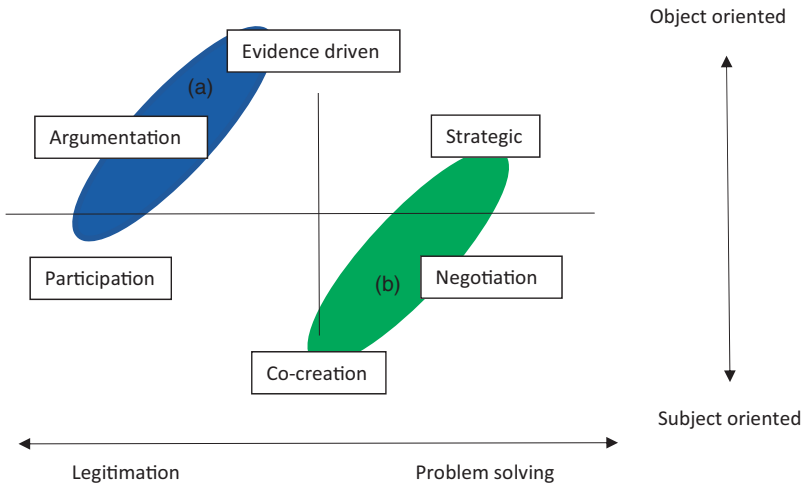 Object oriented
Evidence driven
(a)
Argumentation
Strategic
Participation
(b)
Negotiation
Co-creation
Subject oriented
Legitimation
Problem solving